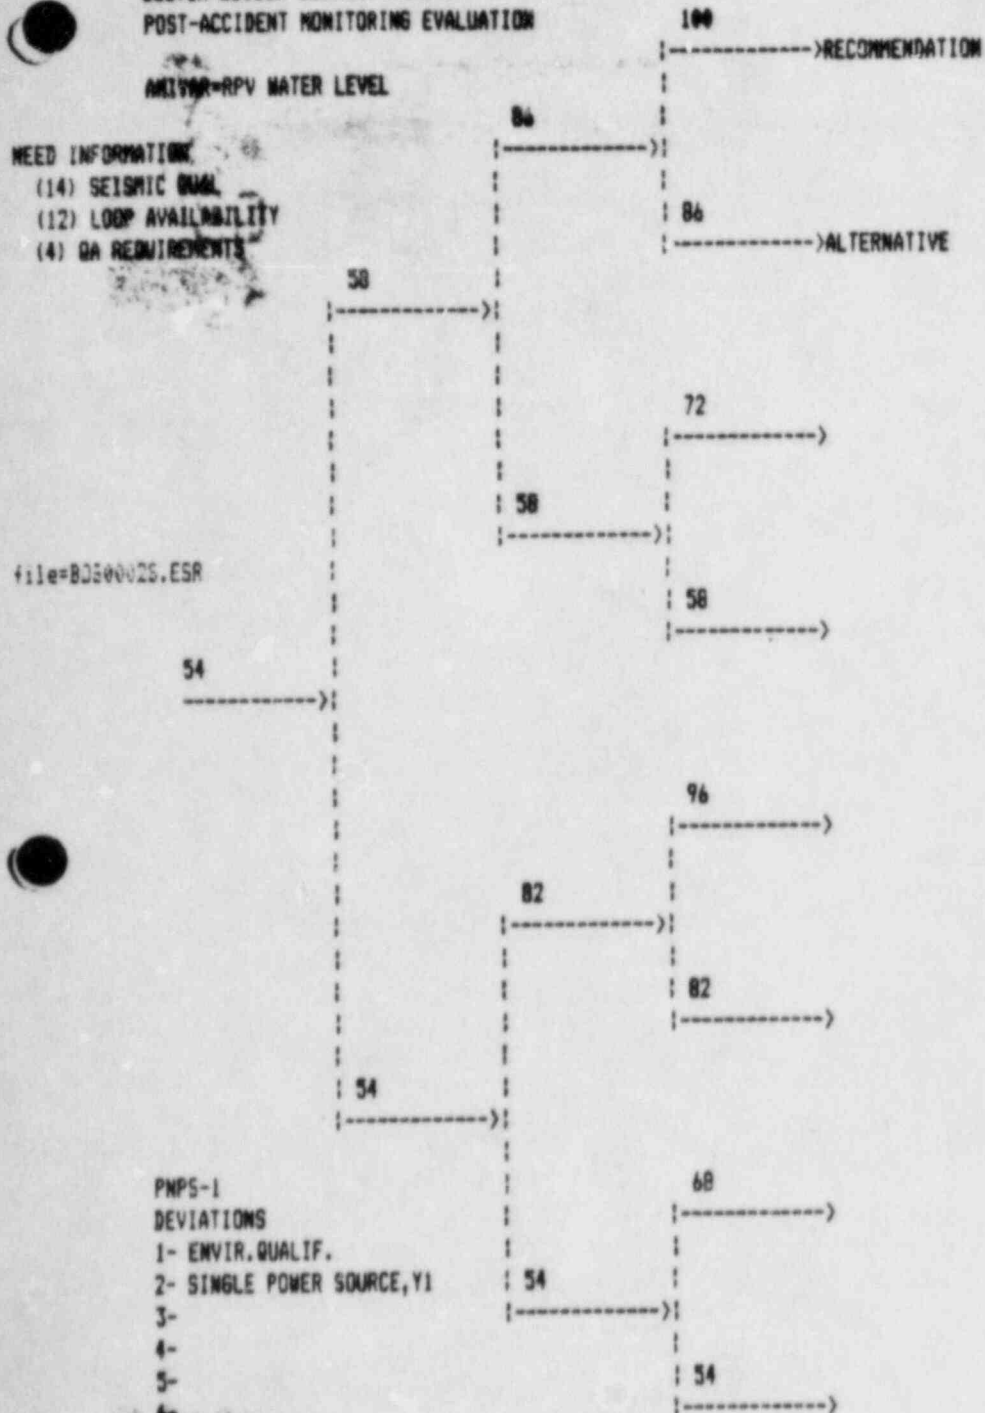 POST-ACCIDENT MONITORING EVALUATION
100
|------------->RECOMMENDATION
=RPV WATER LEVEL
86
|------------->|
NEED INFORMATION
(14) SEISMIC QUAL
(12) LOOP AVAILABILITY
(4) QA REQUIREMENTS
86
|------------->ALTERNATIVE
58
|------------->|
72
|------------->
58
|------------->|
58
|------------->
54
------------->|
96
|------------->
82
|------------->|
82
|------------->
54
|------------->|
PNPS-1
DEVIATIONS
1- ENVIR.QUALIF.
2- SINGLE POWER SOURCE,Y1
3-
4-
5-
68
|------------->
54
|------------->|
54
|------------->